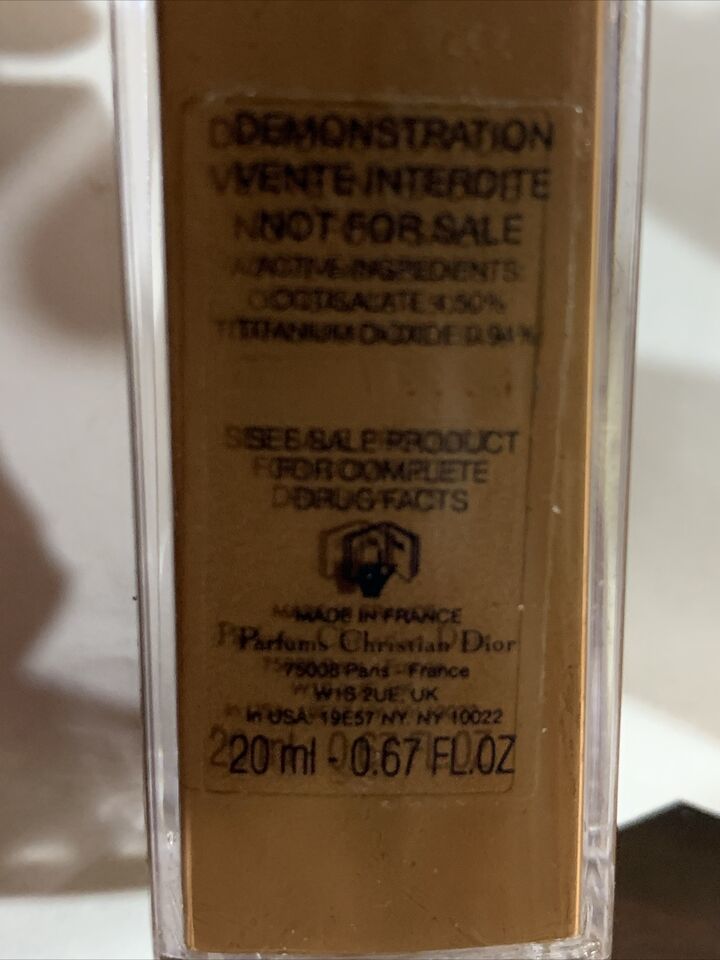 DEMONSTRATION
VENTE INTERDITE
NOT FOR SALE
ACTIVE INGREDIENTS:
OCTISALATE 4.50%
TITANIUM DIOXIDE 0.94%
SEE SALE PRODUCT
FOR COMPLETE
DRUG FACTS
MADE IN FRANCE
Parfums Christian Dior
75008 Paris - France
W1S 2UE, UK
In USA: 19E57 NY, NY 10022
20 ml - 0.67 FL.OZ